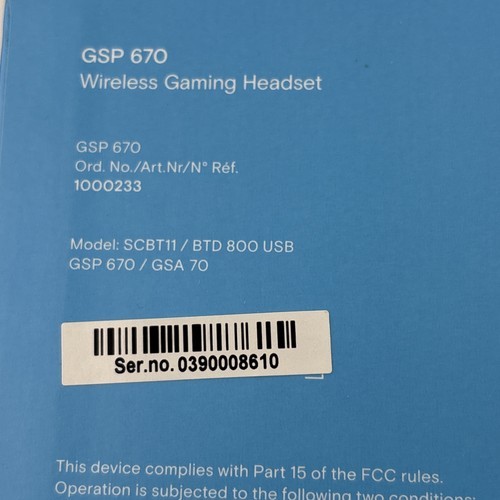 GSP 670
Wireless Gaming Headset
GSP 670
Ord. No./Art.Nr/N° Réf.
1000233
Model: SCBT11 / BTD 800 USB
GSP 670 / GSA 70
Ser.no. 0390008610
This device complies with Part 15 of the FCC rules.
Operation is subjected to the following two conditions: